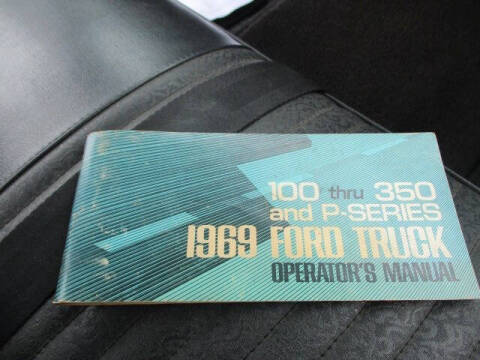 100 thru 350
and P-SERIES
1969 FORD TRUCK
OPERATOR'S MANUAL